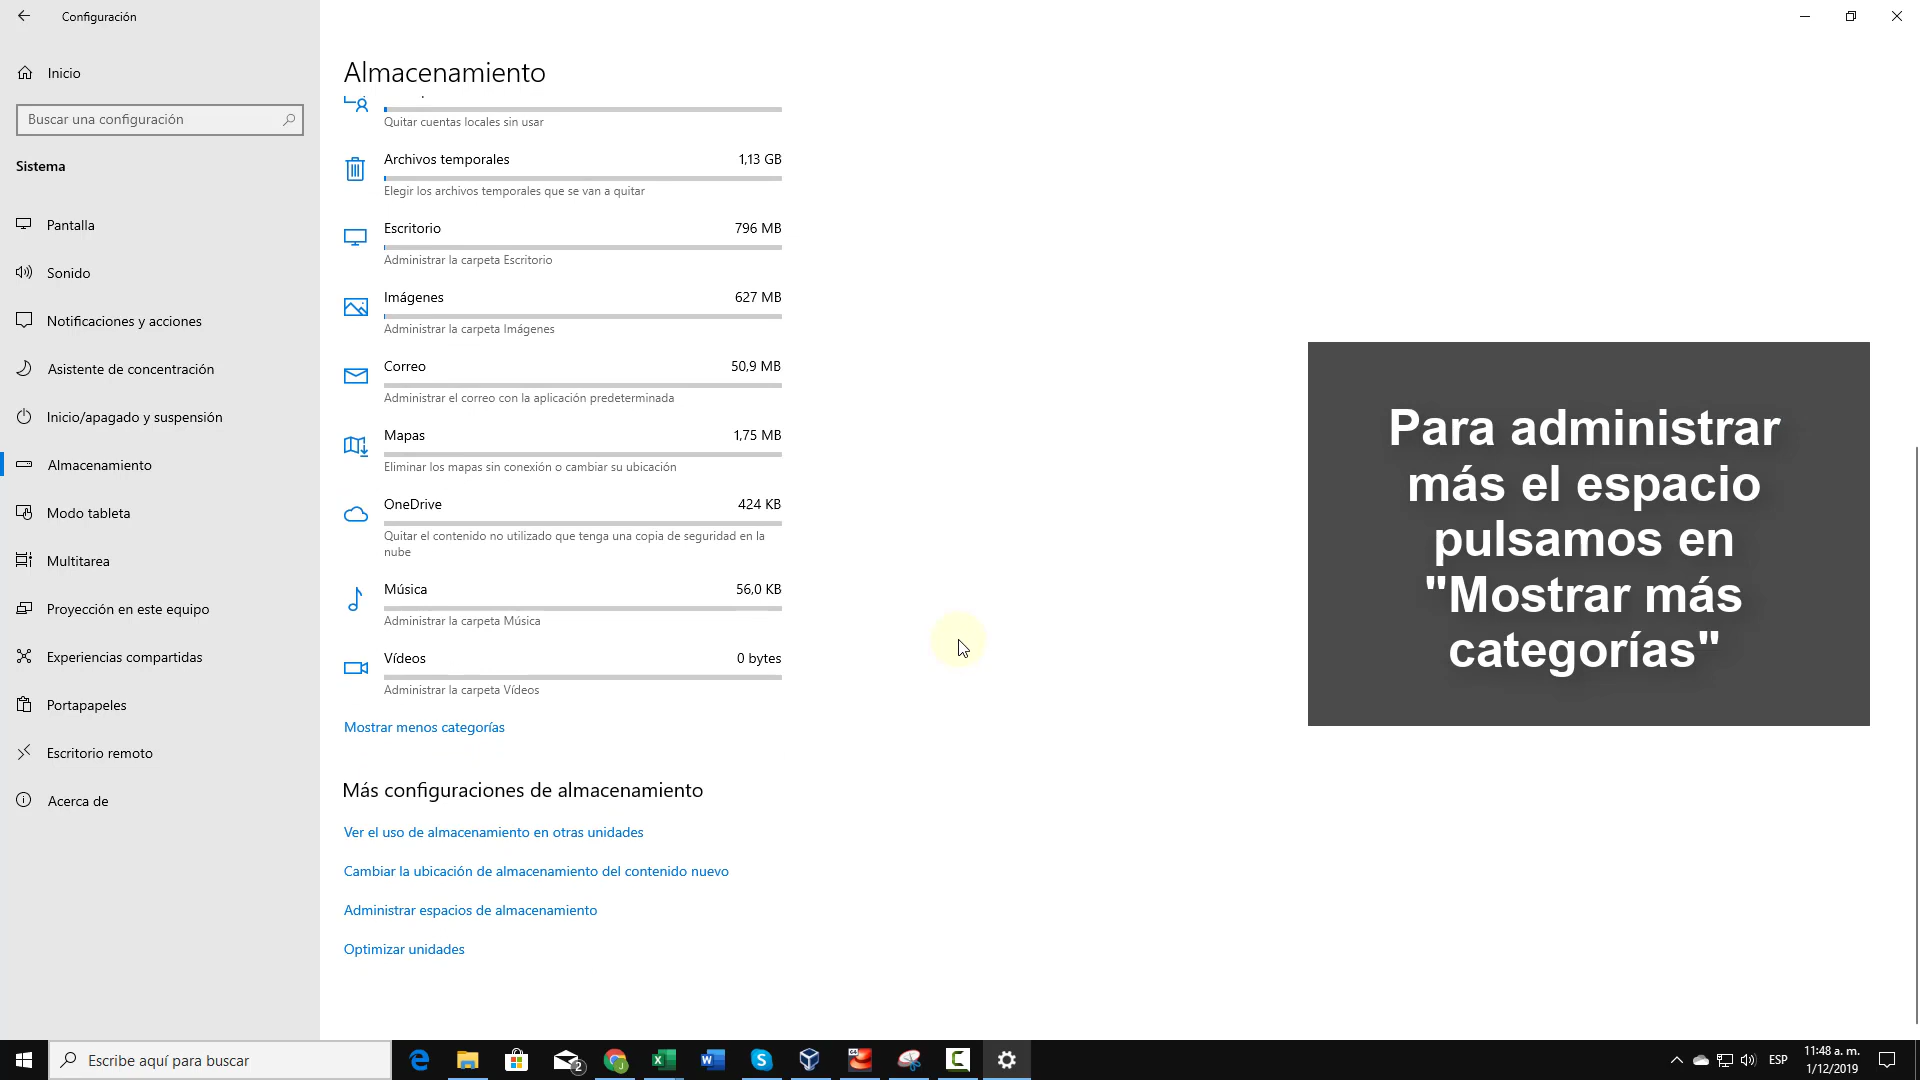 Configuración
Inicio
Buscar una configuración
Sistema
Pantalla
Sonido
Notificaciones y acciones
Asistente de concentración
Inicio/apagado y suspensión
Almacenamiento
Modo tableta
Multitarea
Proyección en este equipo
Experiencias compartidas
Portapapeles
Escritorio remoto
Acerca de
Almacenamiento
Quitar cuentas locales sin usar
Archivos temporales 1,13 GB
Elegir los archivos temporales que se van a quitar
Escritorio 796 MB
Administrar la carpeta Escritorio
Imágenes 627 MB
Administrar la carpeta Imágenes
Correo 50,9 MB
Administrar el correo con la aplicación predeterminada
Mapas 1,75 MB
Eliminar los mapas sin conexión o cambiar su ubicación
OneDrive 424 KB
Quitar el contenido no utilizado que tenga una copia de seguridad en la
nube
Música 56,0 KB
Administrar la carpeta Música
Vídeos 0 bytes
Administrar la carpeta Vídeos
Mostrar menos categorías
Más configuraciones de almacenamiento
Ver el uso de almacenamiento en otras unidades
Cambiar la ubicación de almacenamiento del contenido nuevo
Administrar espacios de almacenamiento
Optimizar unidades
Para administrar
más el espacio
pulsamos en
"Mostrar más
categorías"
Escribe aquí para buscar
2
ESP
11:48 a. m.
1/12/2019